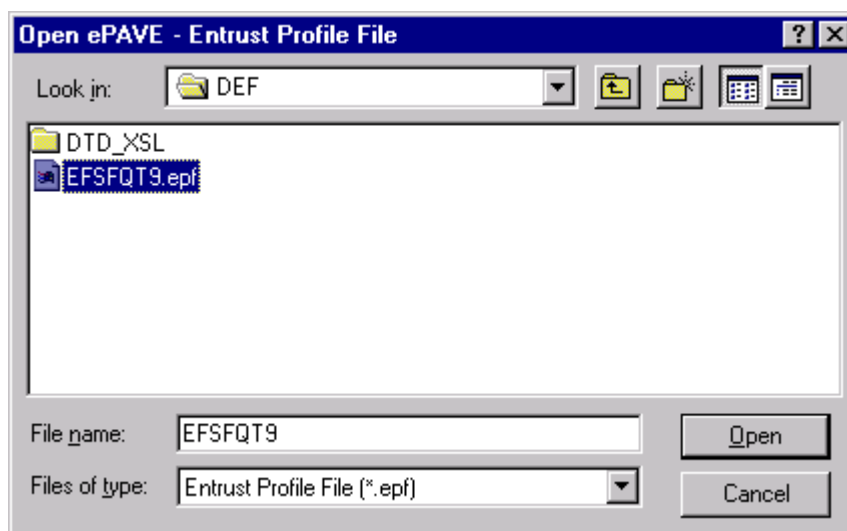 Open ePAVE - Entrust Profile File
Look in: DEF
DTD_XSL
EFSFQT9.epf
File name: EFSFQT9 Open
Files of type: Entrust Profile File (*.epf) Cancel